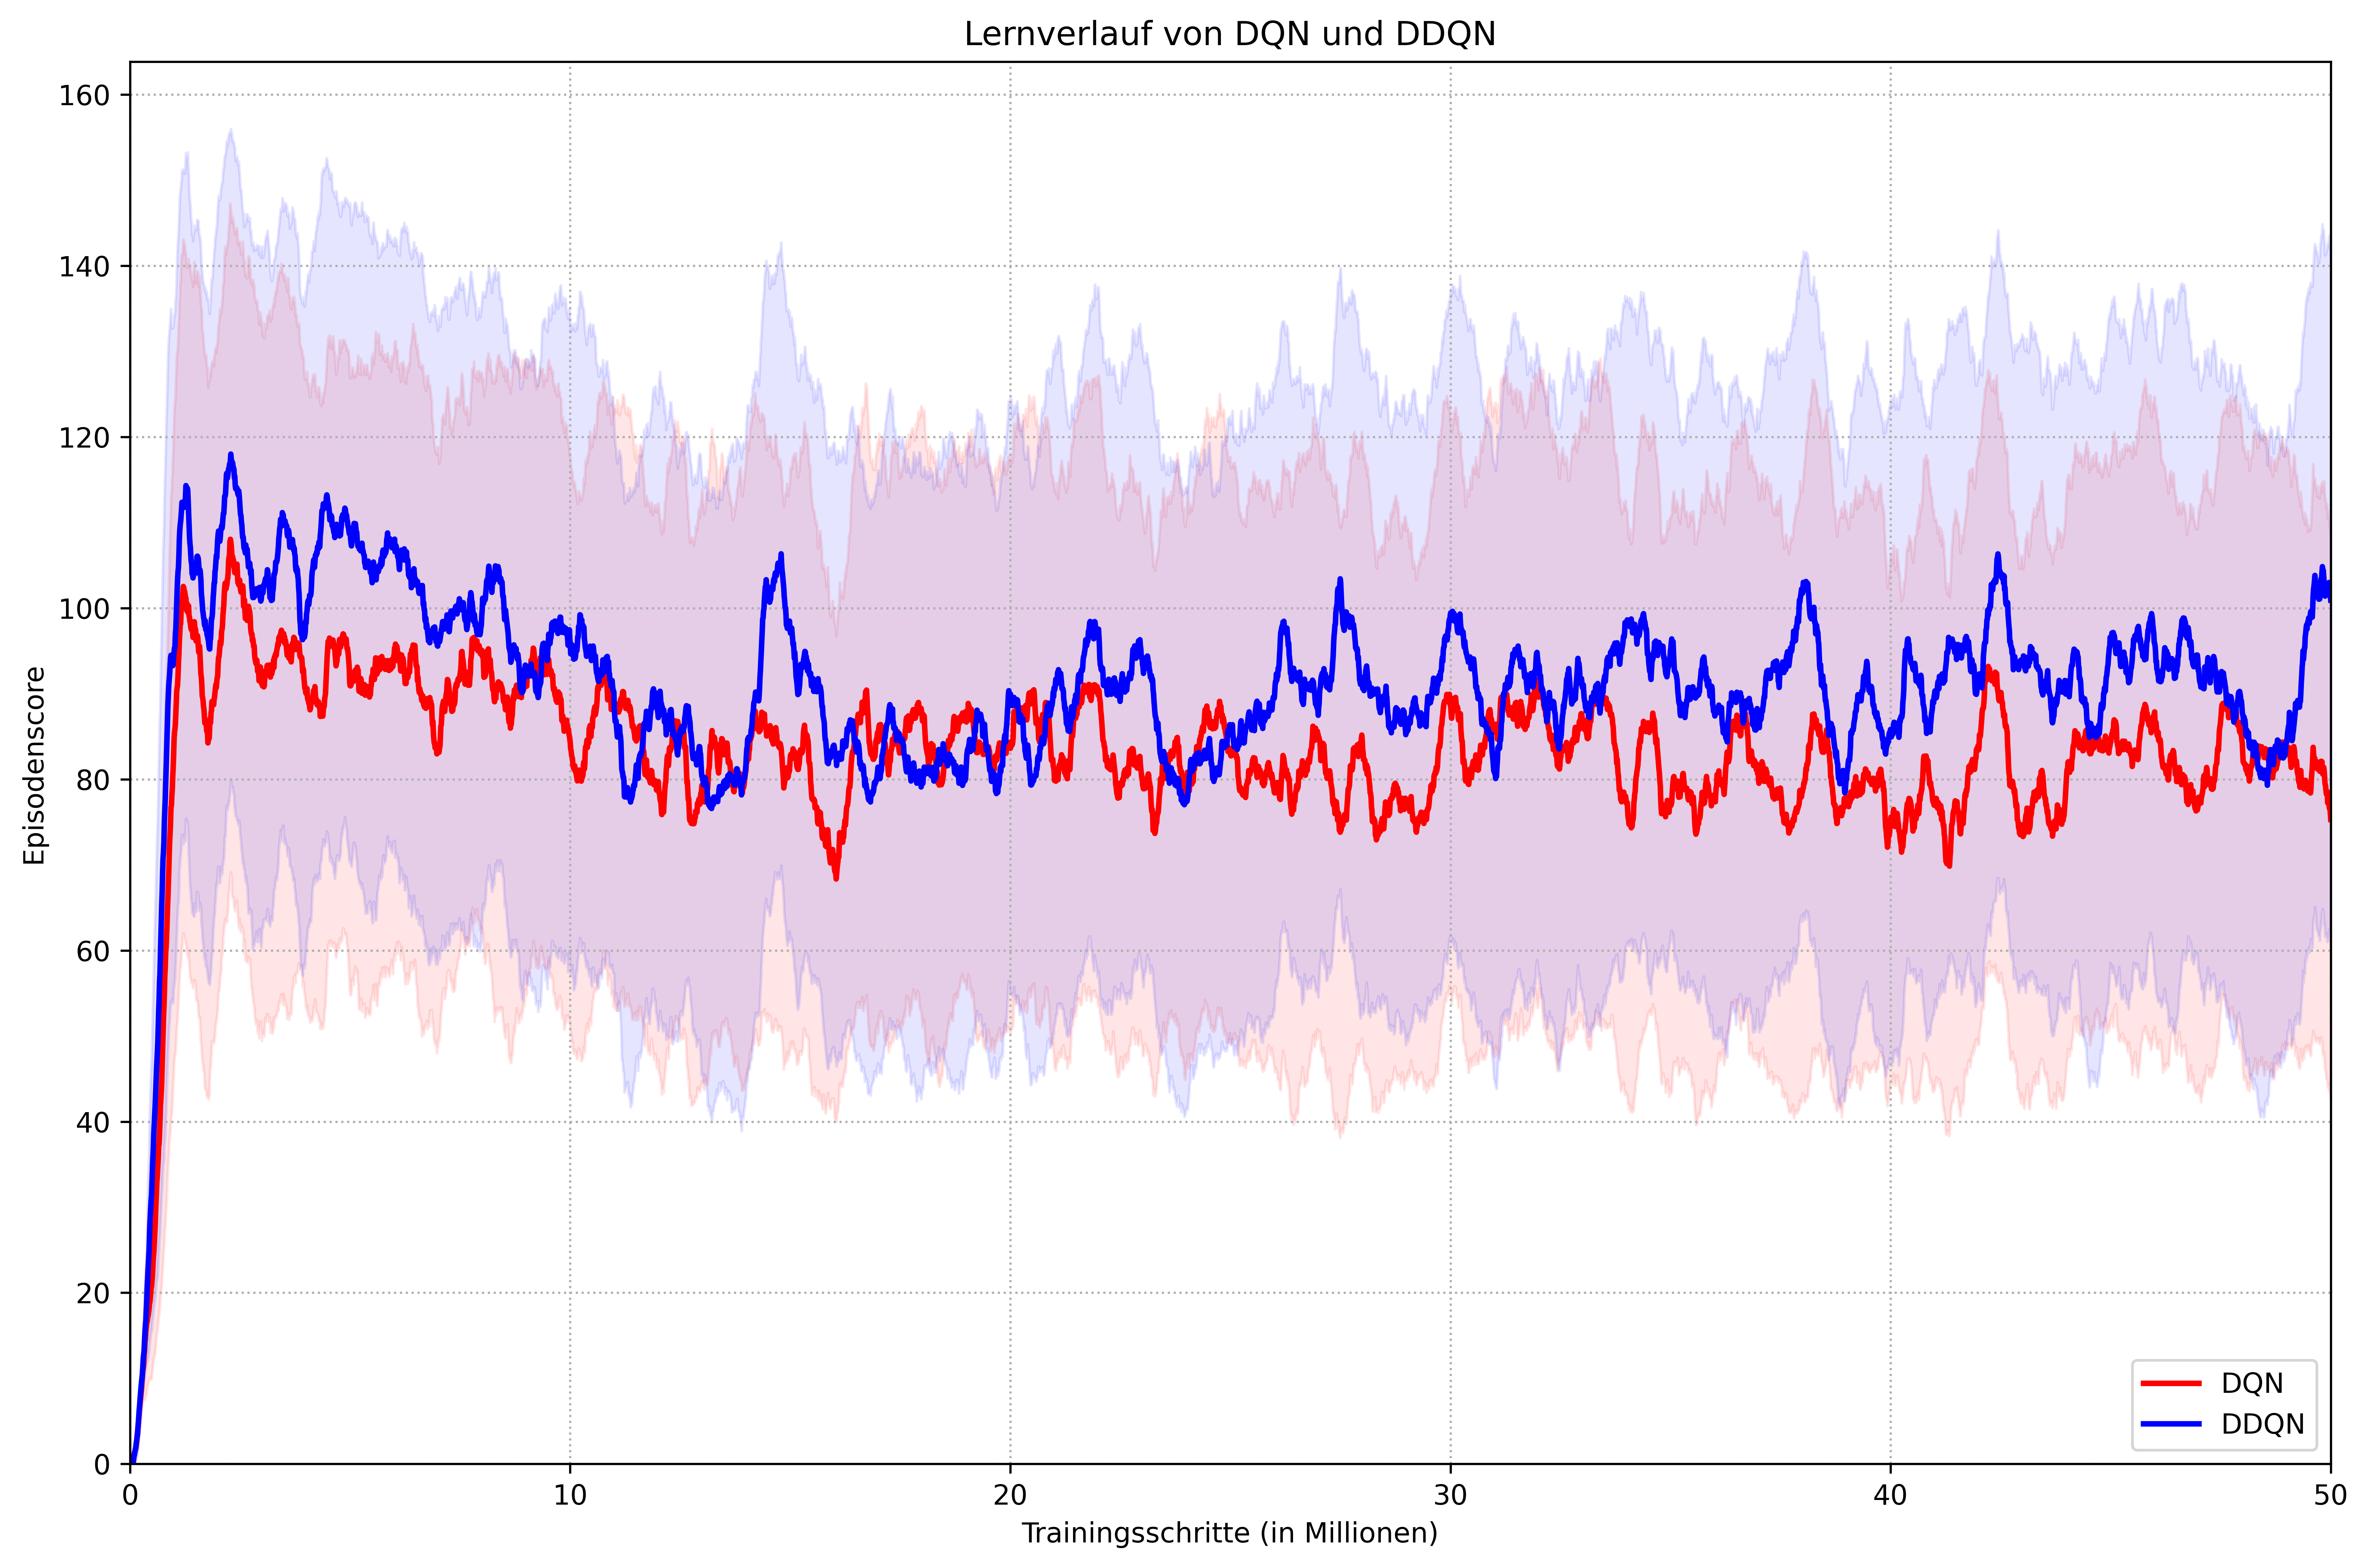 Lernverlauf von DQN und DDQN
160
140
120
100
80
60
40
20
0
Episodenscore
0 10 20 30 40 50
Trainingsschritte (in Millionen)
DQN
DDQN